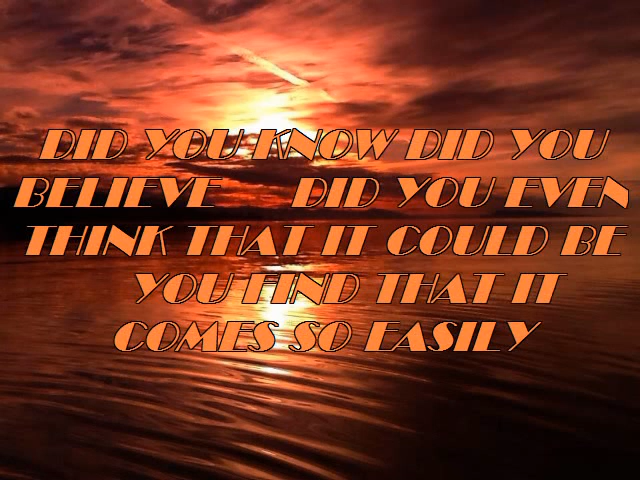 DID YOU KNOW DID YOU
BELIEVE DID YOU EVEN
THINK THAT IT COULD BE
YOU FIND THAT IT
COMES SO EASILY